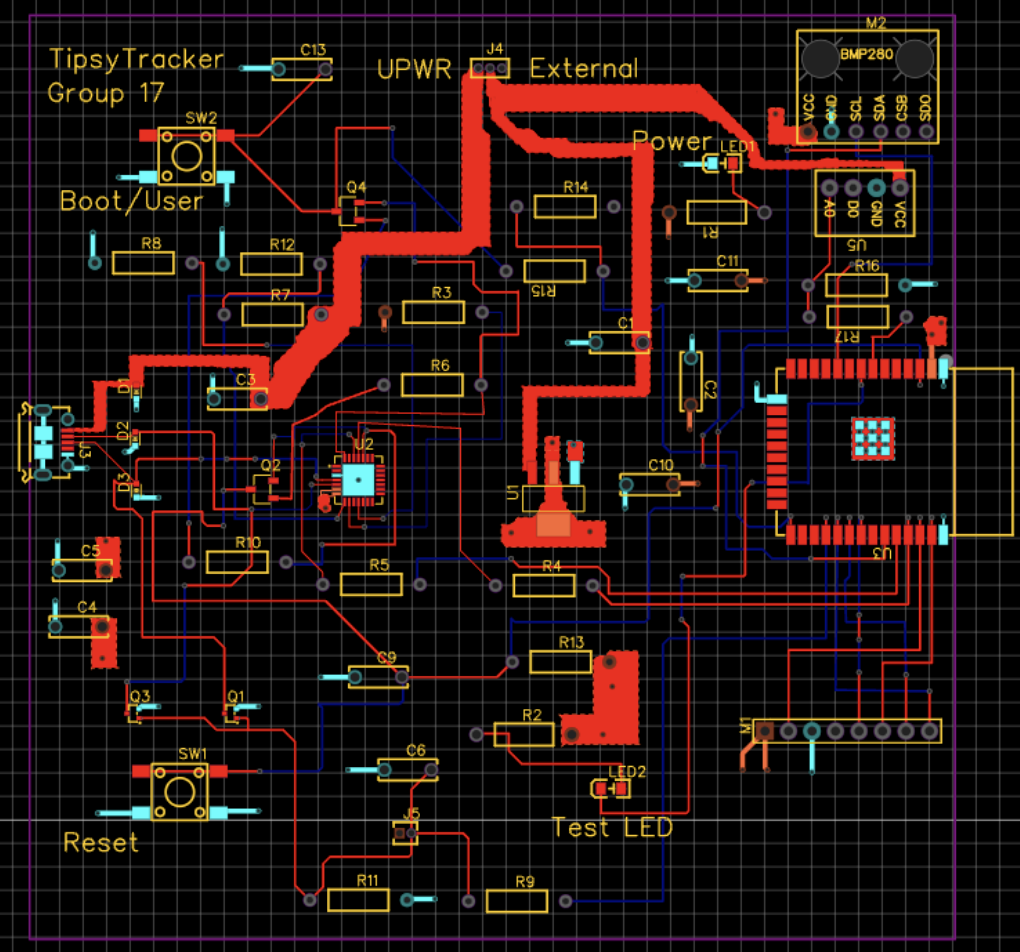 M2
TipsyTracker
C13
J4
UPWR
External
BMP280
Group 17
VCC
GND
SCL
SDA
CSB
SDO
SW2
Power
LED1
Boot/User
Q4
R14
R1
A0
D0
GND
VCC
U5
R8
R12
R15
C11
R16
R7
R3
C1
R17
R6
C2
D1
C3
D2
J3
U2
Q2
D3
U1
C10
U3
C5
R10
R5
R4
C4
R13
C9
Q3
Q1
R2
M1
SW1
C6
LED2
J5
Test LED
Reset
R11
R9